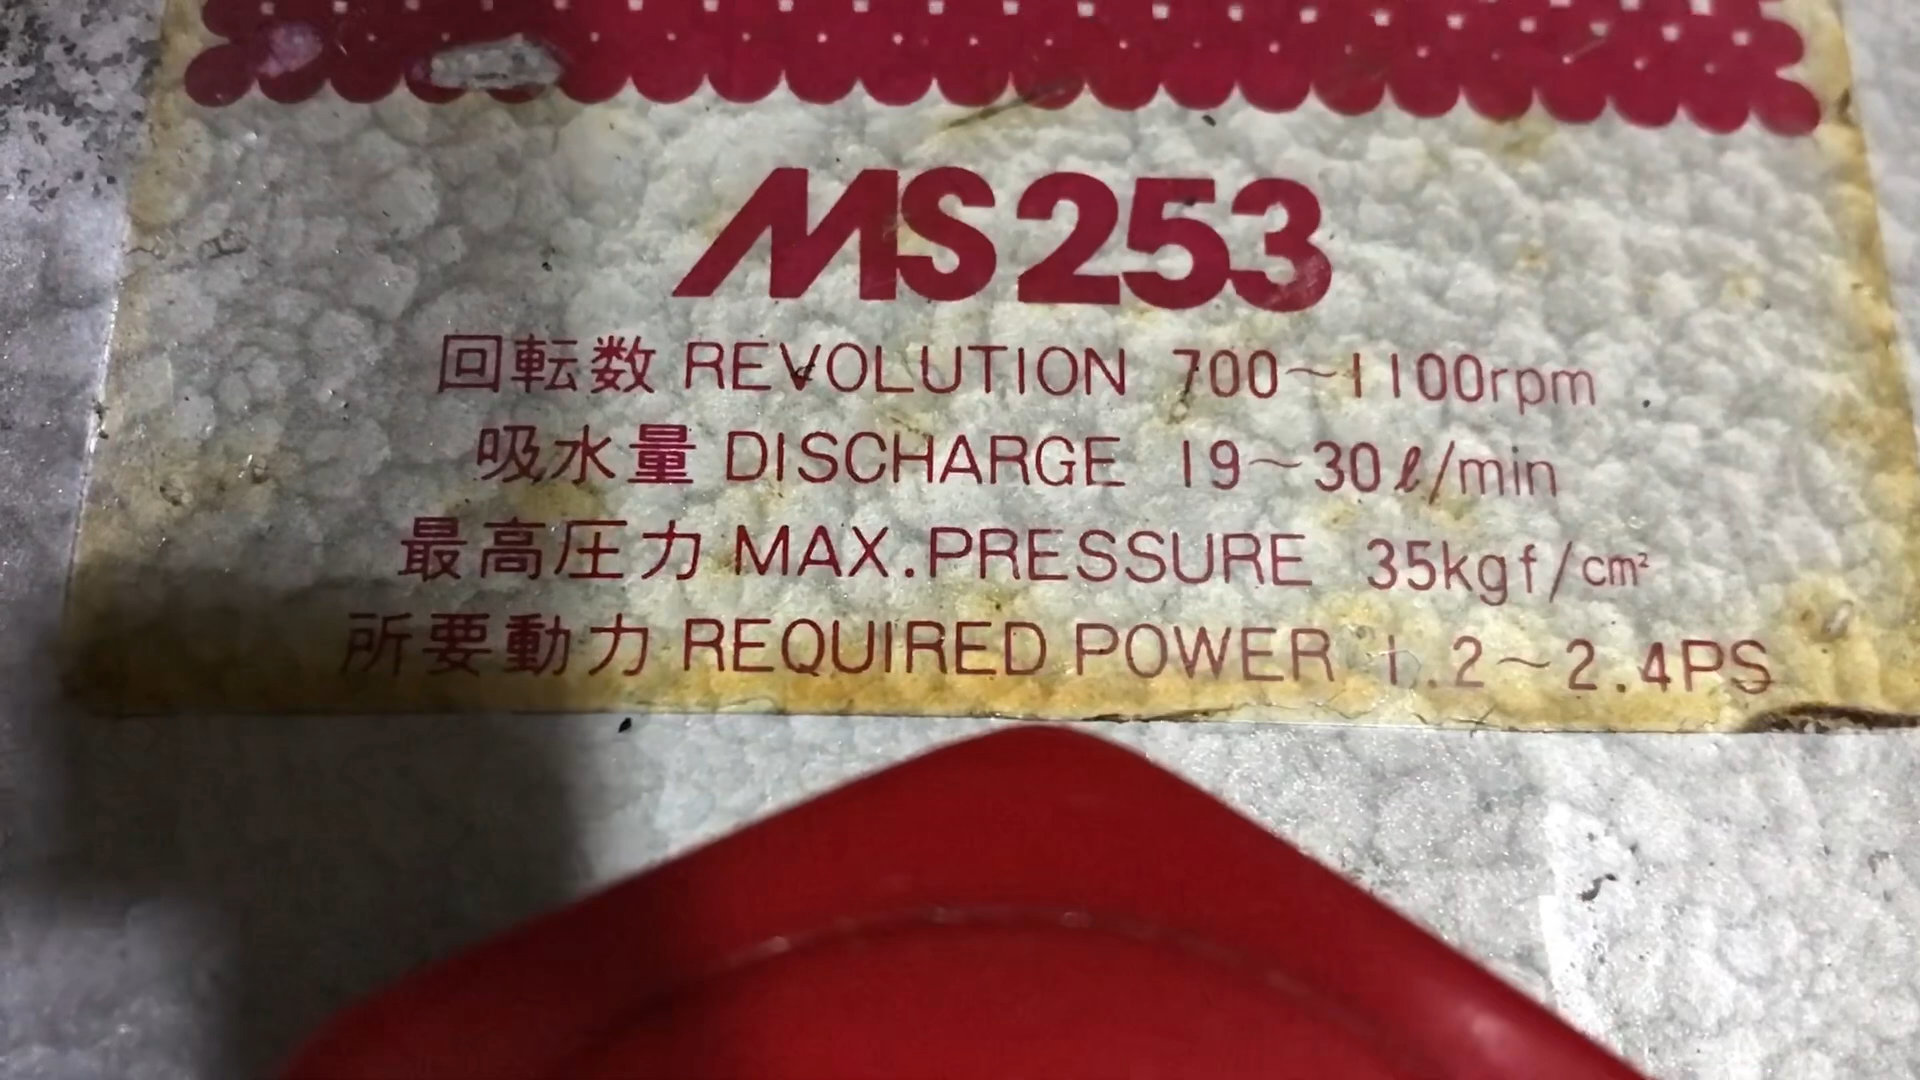 MS253
回転数 REVOLUTION 700~1100rpm
吸水量 DISCHARGE 19~30ℓ/min
最高圧力 MAX.PRESSURE 35kgf/cm²
所要動力 REQUIRED POWER 1.2~2.4PS